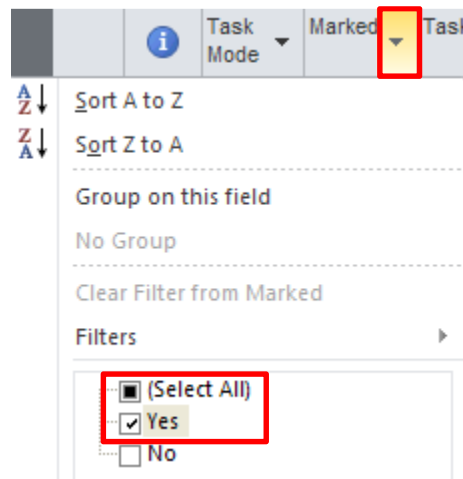 Task Mode
Marked
Task
Sort A to Z
Sort Z to A
Group on this field
No Group
Clear Filter from Marked
Filters
(Select All)
Yes
No